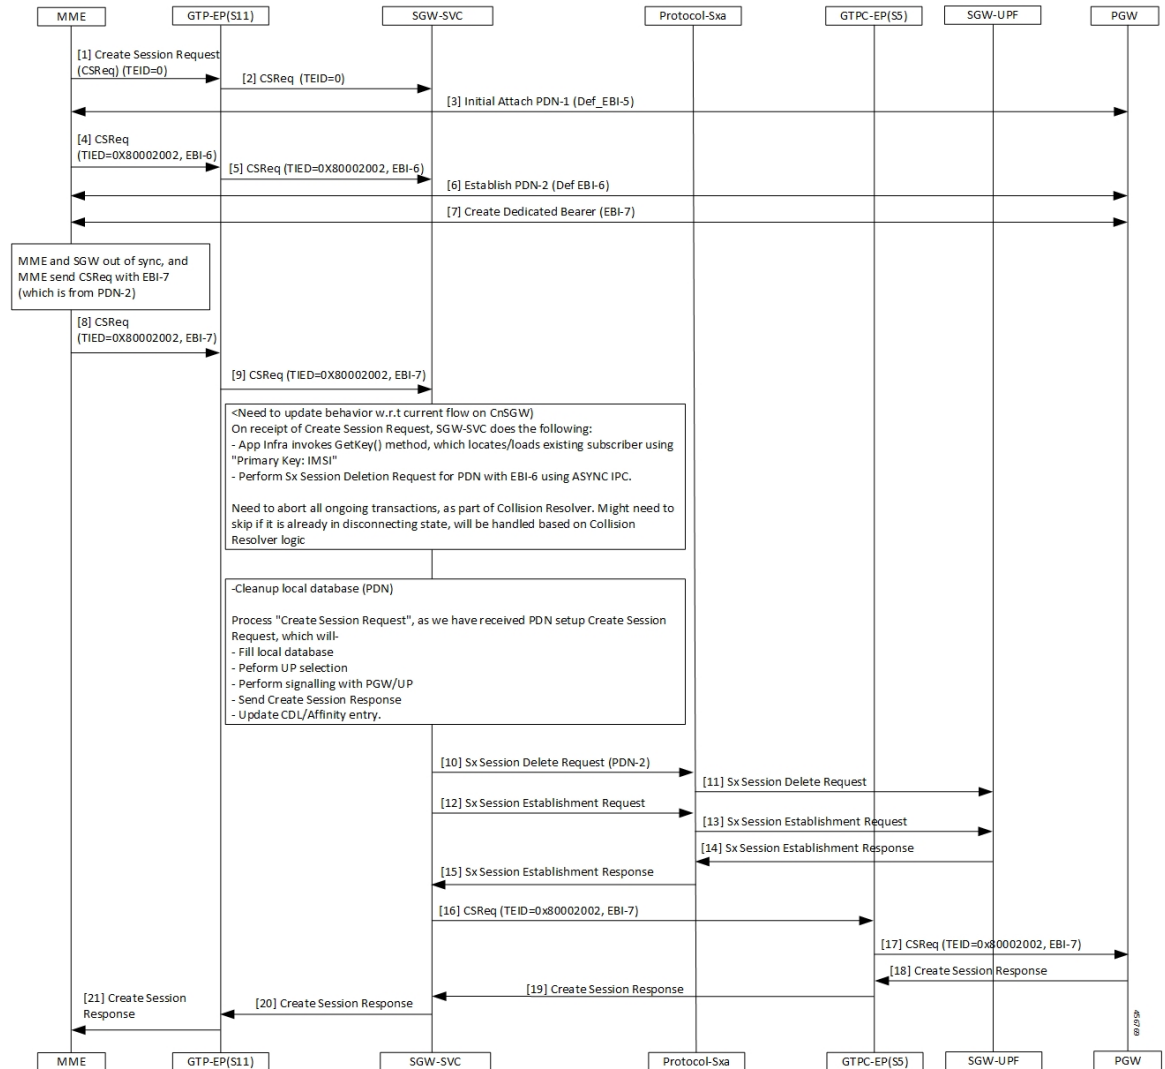 MME
GTP-EP(S11)
SGW-SVC
Protocol-Sxa
GTPC-EP(S5)
SGW-UPF
PGW
[1] Create Session Request
(CSReq) (TEID=0)
[2] CSReq (TEID=0)
[3] Initial Attach PDN-1 (Def_EBI-5)
[4] CSReq
(TIED=0X80002002, EBI-6)
[5] CSReq (TIED=0X80002002, EBI-6)
[6] Establish PDN-2 (Def EBI-6)
[7] Create Dedicated Bearer (EBI-7)
MME and SGW out of sync, and
MME send CSReq with EBI-7
(which is from PDN-2)
[8] CSReq
(TIED=0X80002002, EBI-7)
[9] CSReq (TIED=0X80002002, EBI-7)
<Need to update behavior w.r.t current flow on CnSGW)
On receipt of Create Session Request, SGW-SVC does the following:
- App Infra invokes GetKey() method, which locates/loads existing subscriber using
"Primary Key: IMSI"
- Perform Sx Session Deletion Request for PDN with EBI-6 using ASYNC IPC.
Need to abort all ongoing transactions, as part of Collision Resolver. Might need to
skip if it is already in disconnecting state, will be handled based on Collision
Resolver logic
-Cleanup local database (PDN)
Process "Create Session Request", as we have received PDN setup Create Session
Request, which will-
- Fill local database
- Peform UP selection
- Perform signalling with PGW/UP
- Send Create Session Response
- Update CDL/Affinity entry.
[10] Sx Session Delete Request (PDN-2)
[11] Sx Session Delete Request
[12] Sx Session Establishment Request
[13] Sx Session Establishment Request
[14] Sx Session Establishment Response
[15] Sx Session Establishment Response
[16] CSReq (TEID=0x80002002, EBI-7)
[17] CSReq (TEID=0x80002002, EBI-7)
[18] Create Session Response
[19] Create Session Response
[20] Create Session Response
[21] Create Session
Response
456769
MME
GTP-EP(S11)
SGW-SVC
Protocol-Sxa
GTPC-EP(S5)
SGW-UPF
PGW